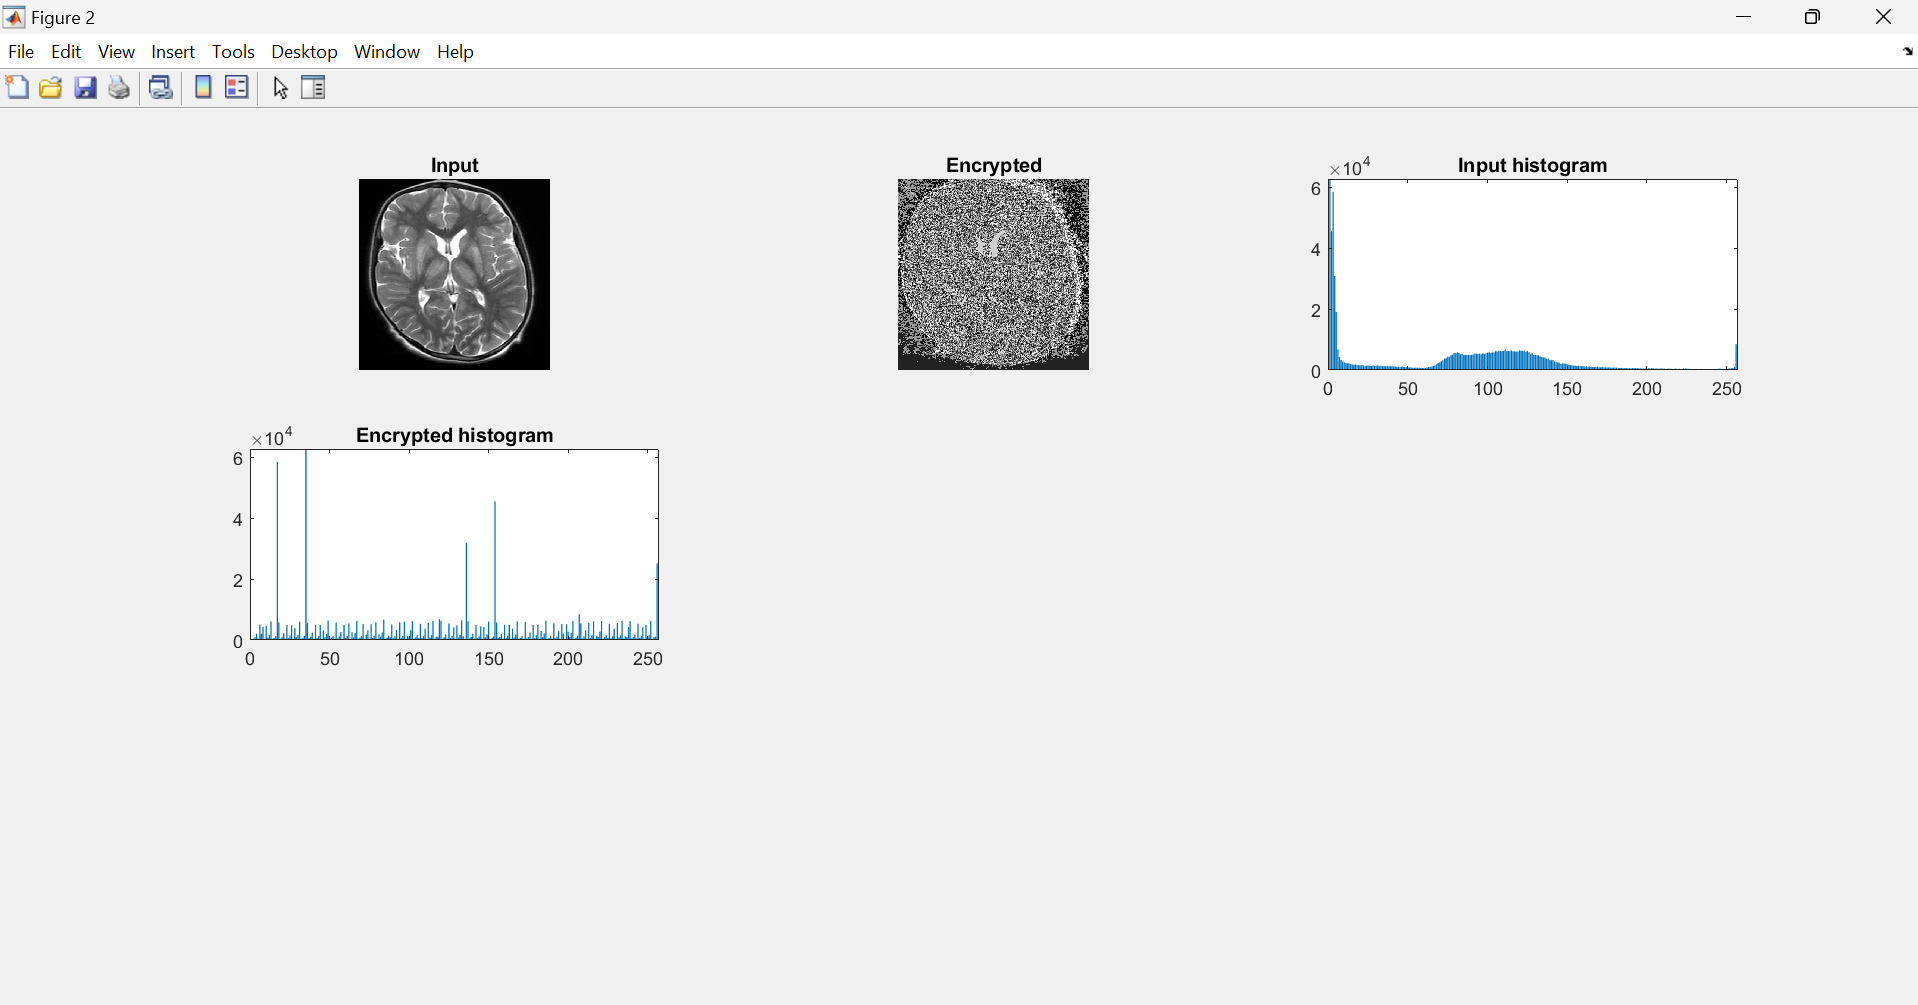 Figure 2
File Edit View Insert Tools Desktop Window Help
Input
Encrypted
Input histogram
×10^4
6
4
2
0
0 50 100 150 200 250
Encrypted histogram
×10^4
6
4
2
0
0 50 100 150 200 250